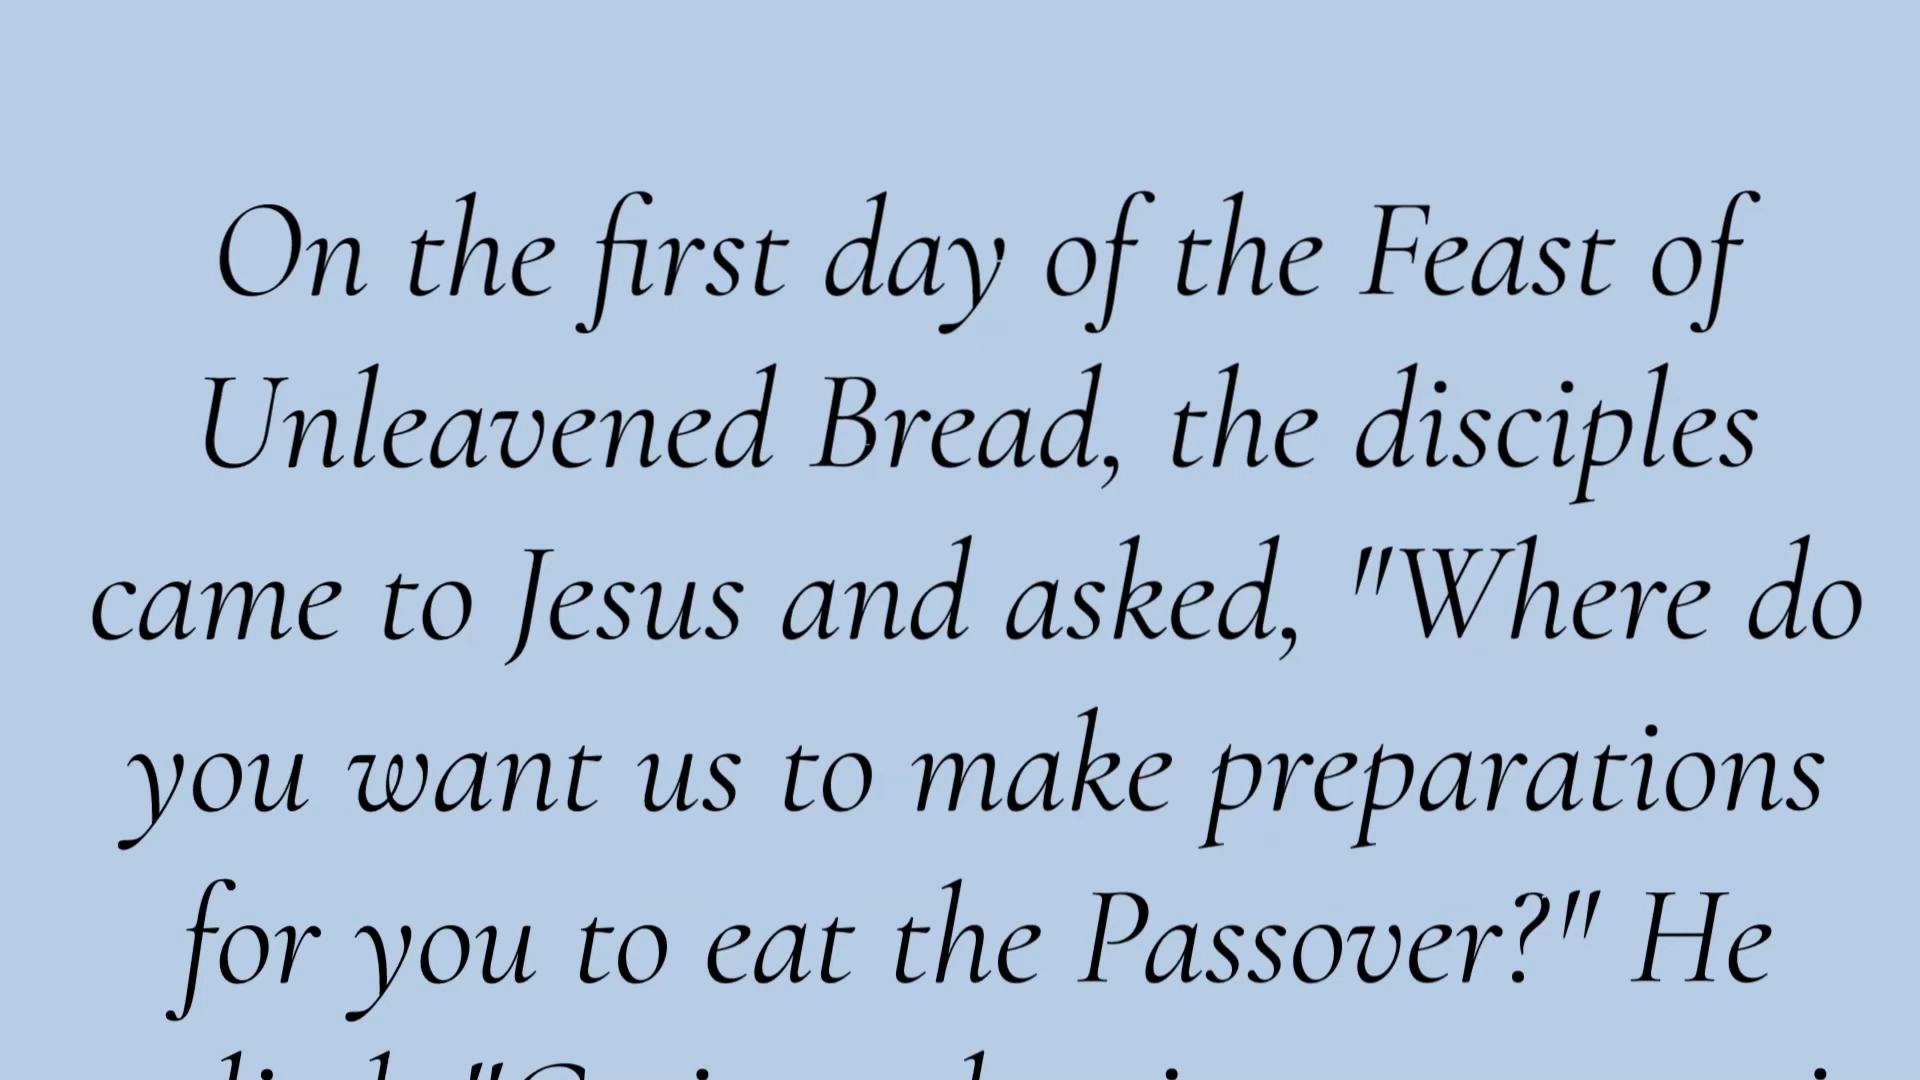 On the first day of the Feast of
Unleavened Bread, the disciples
came to Jesus and asked, "Where do
you want us to make preparations
for you to eat the Passover?" He